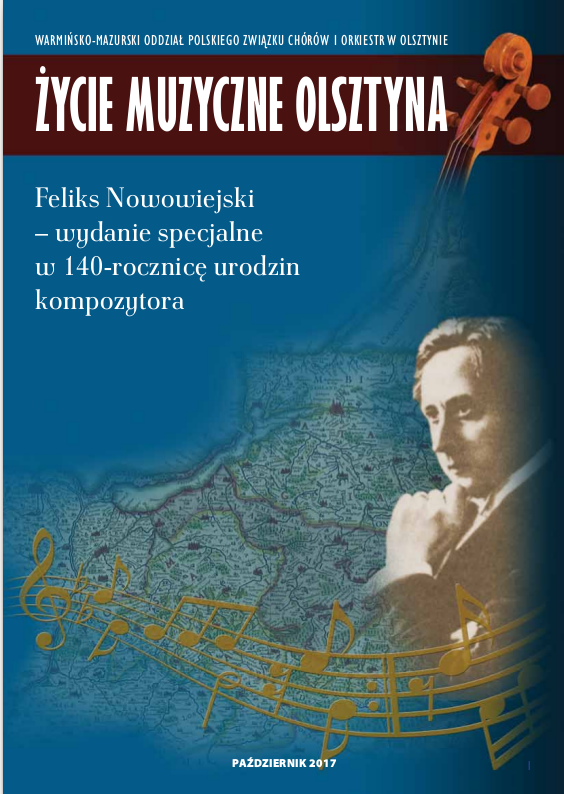 WARMIŃSKO-MAZURSKI ODDZIAŁ POLSKIEGO ZWIĄZKU CHÓRÓW I ORKIESTR W OLSZTYNIE
ŻYCIE MUZYCZNE OLSZTYNA
Feliks Nowowiejski
– wydanie specjalne
w 140-rocznicę urodzin
kompozytora
PAŹDZIERNIK 2017